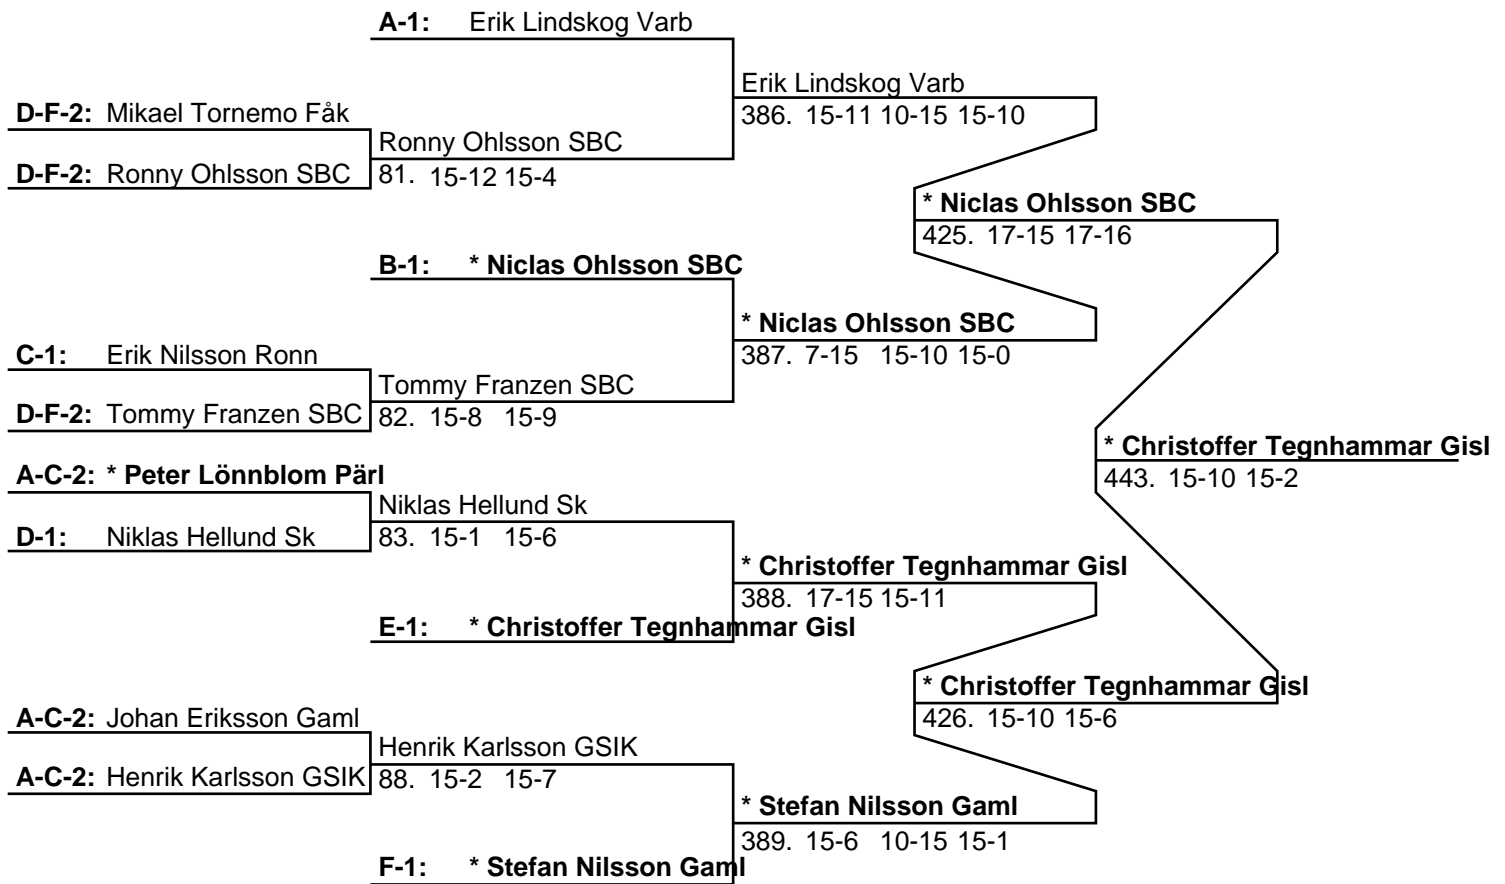 A-1: Erik Lindskog Varb
Erik Lindskog Varb
D-F-2: Mikael Tornemo Fåk
386. 15-11 10-15 15-10
Ronny Ohlsson SBC
D-F-2: Ronny Ohlsson SBC
81. 15-12 15-4
* Niclas Ohlsson SBC
425. 17-15 17-16
B-1: * Niclas Ohlsson SBC
* Niclas Ohlsson SBC
387. 7-15 15-10 15-0
C-1: Erik Nilsson Ronn
Tommy Franzen SBC
D-F-2: Tommy Franzen SBC
82. 15-8 15-9
* Christoffer Tegnhammar Gisl
443. 15-10 15-2
A-C-2: * Peter Lönnblom Pärl
Niklas Hellund Sk
D-1: Niklas Hellund Sk
83. 15-1 15-6
* Christoffer Tegnhammar Gisl
388. 17-15 15-11
E-1: * Christoffer Tegnhammar Gisl
* Christoffer Tegnhammar Gisl
426. 15-10 15-6
A-C-2: Johan Eriksson Gaml
Henrik Karlsson GSIK
A-C-2: Henrik Karlsson GSIK
88. 15-2 15-7
* Stefan Nilsson Gaml
389. 15-6 10-15 15-1
F-1: * Stefan Nilsson Gaml